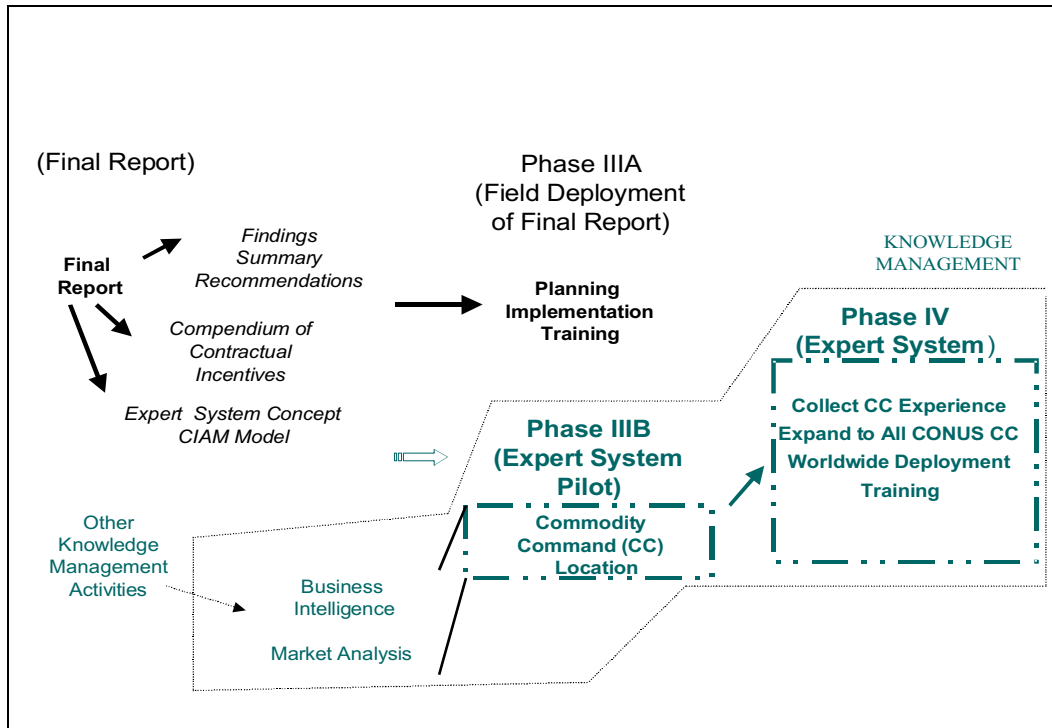 (Final Report)
Phase IIIA
(Field Deployment
of Final Report)
Final
Report
Findings
Summary
Recommendations
Compendium of
Contractual
Incentives
Expert System Concept
CIAM Model
Planning
Implementation
Training
KNOWLEDGE
MANAGEMENT
Phase IV
(Expert System)
Collect CC Experience
Expand to All CONUS CC
Worldwide Deployment
Training
Phase IIIB
(Expert System
Pilot)
Commodity
Command (CC)
Location
Other
Knowledge
Management
Activities
Business
Intelligence
Market Analysis